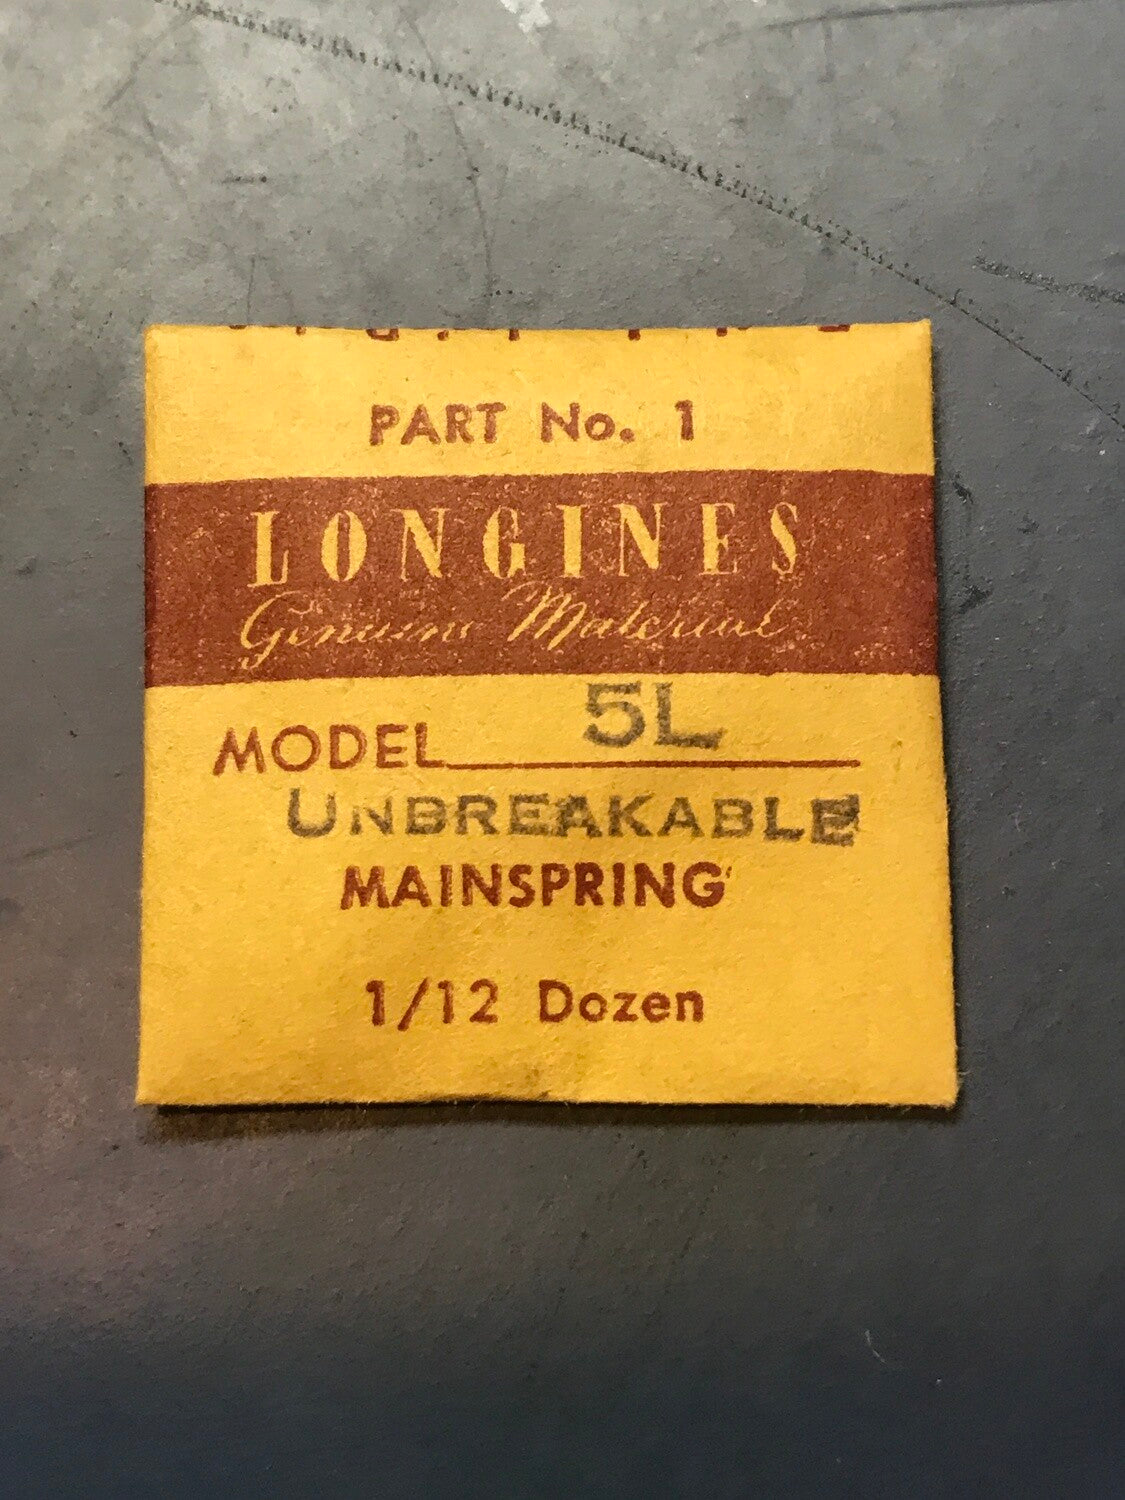 PART No. 1
LONGINES
Genuine Material
MODEL 5L
UNBREAKABLE
MAINSPRING
1/12 Dozen